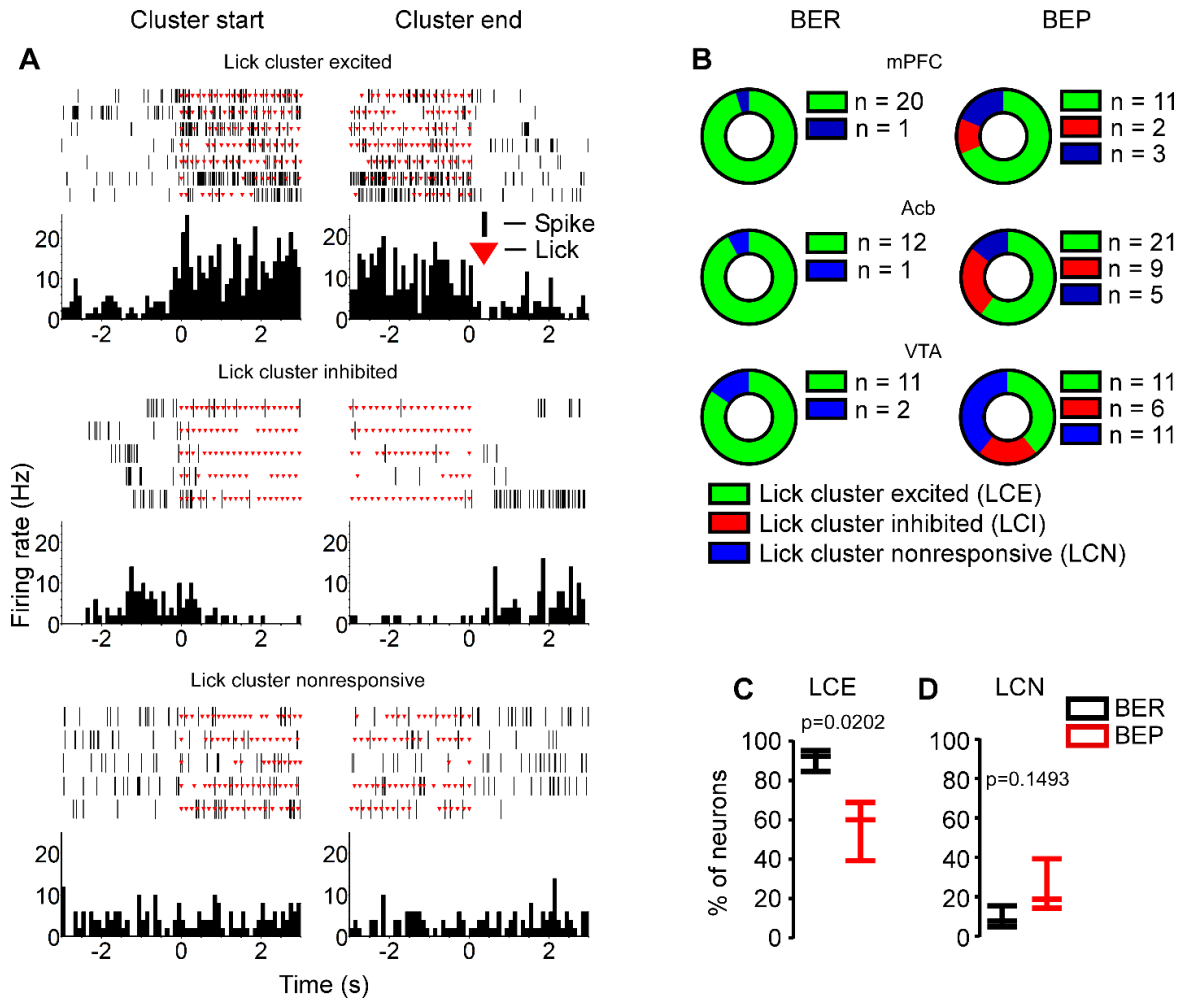 Cluster start
Cluster end
A
Lick cluster excited
Spike
Lick
20
10
0
-2
0
2
-2
0
2
Lick cluster inhibited
20
10
0
20
10
0
-2
0
2
-2
0
2
Firing rate (Hz)
Lick cluster nonresponsive
20
10
0
20
10
0
-2
0
2
-2
0
2
Time (s)
BER
BEP
B
mPFC
n = 20
n = 1
n = 11
n = 2
n = 3
Acb
n = 12
n = 1
n = 21
n = 9
n = 5
VTA
n = 11
n = 2
n = 11
n = 6
n = 11
Lick cluster excited (LCE)
Lick cluster inhibited (LCI)
Lick cluster nonresponsive (LCN)
C
LCE
p=0.0202
100
80
60
40
20
0
% of neurons
D
LCN
BER
BEP
p=0.1493
100
80
60
40
20
0